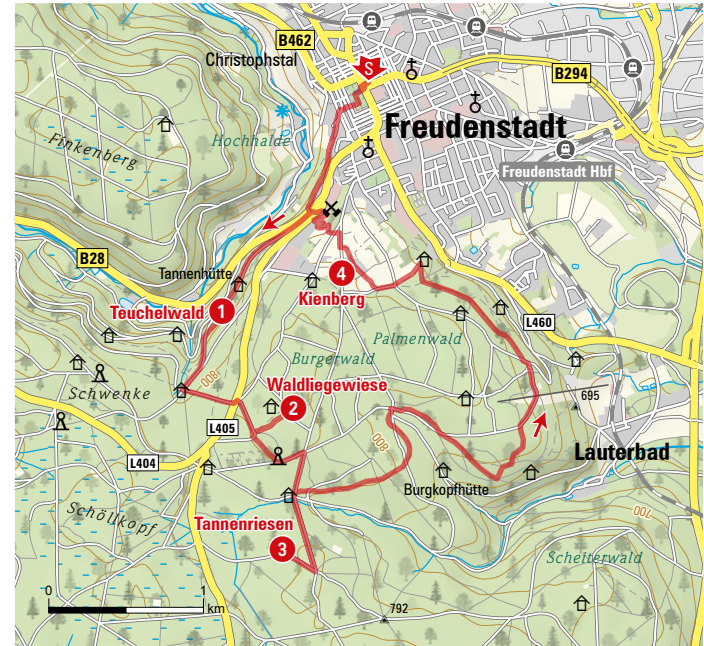 B462
Christophstal
S
B294
Freudenstadt
Finkenberg
Hochhalde
Freudenstadt Hbf
B28
Tannenhütte
4
Kienberg
Teuchelwald 1
Palmenwald
L460
Burgerwald
800
Schwenke
Waldliegewiese
2
695
L405
800
Lauterbad
L404
Burgkopfhütte
700
Schöllkopf
Tannenriesen
3
Scheiterwald
0 1
km
792